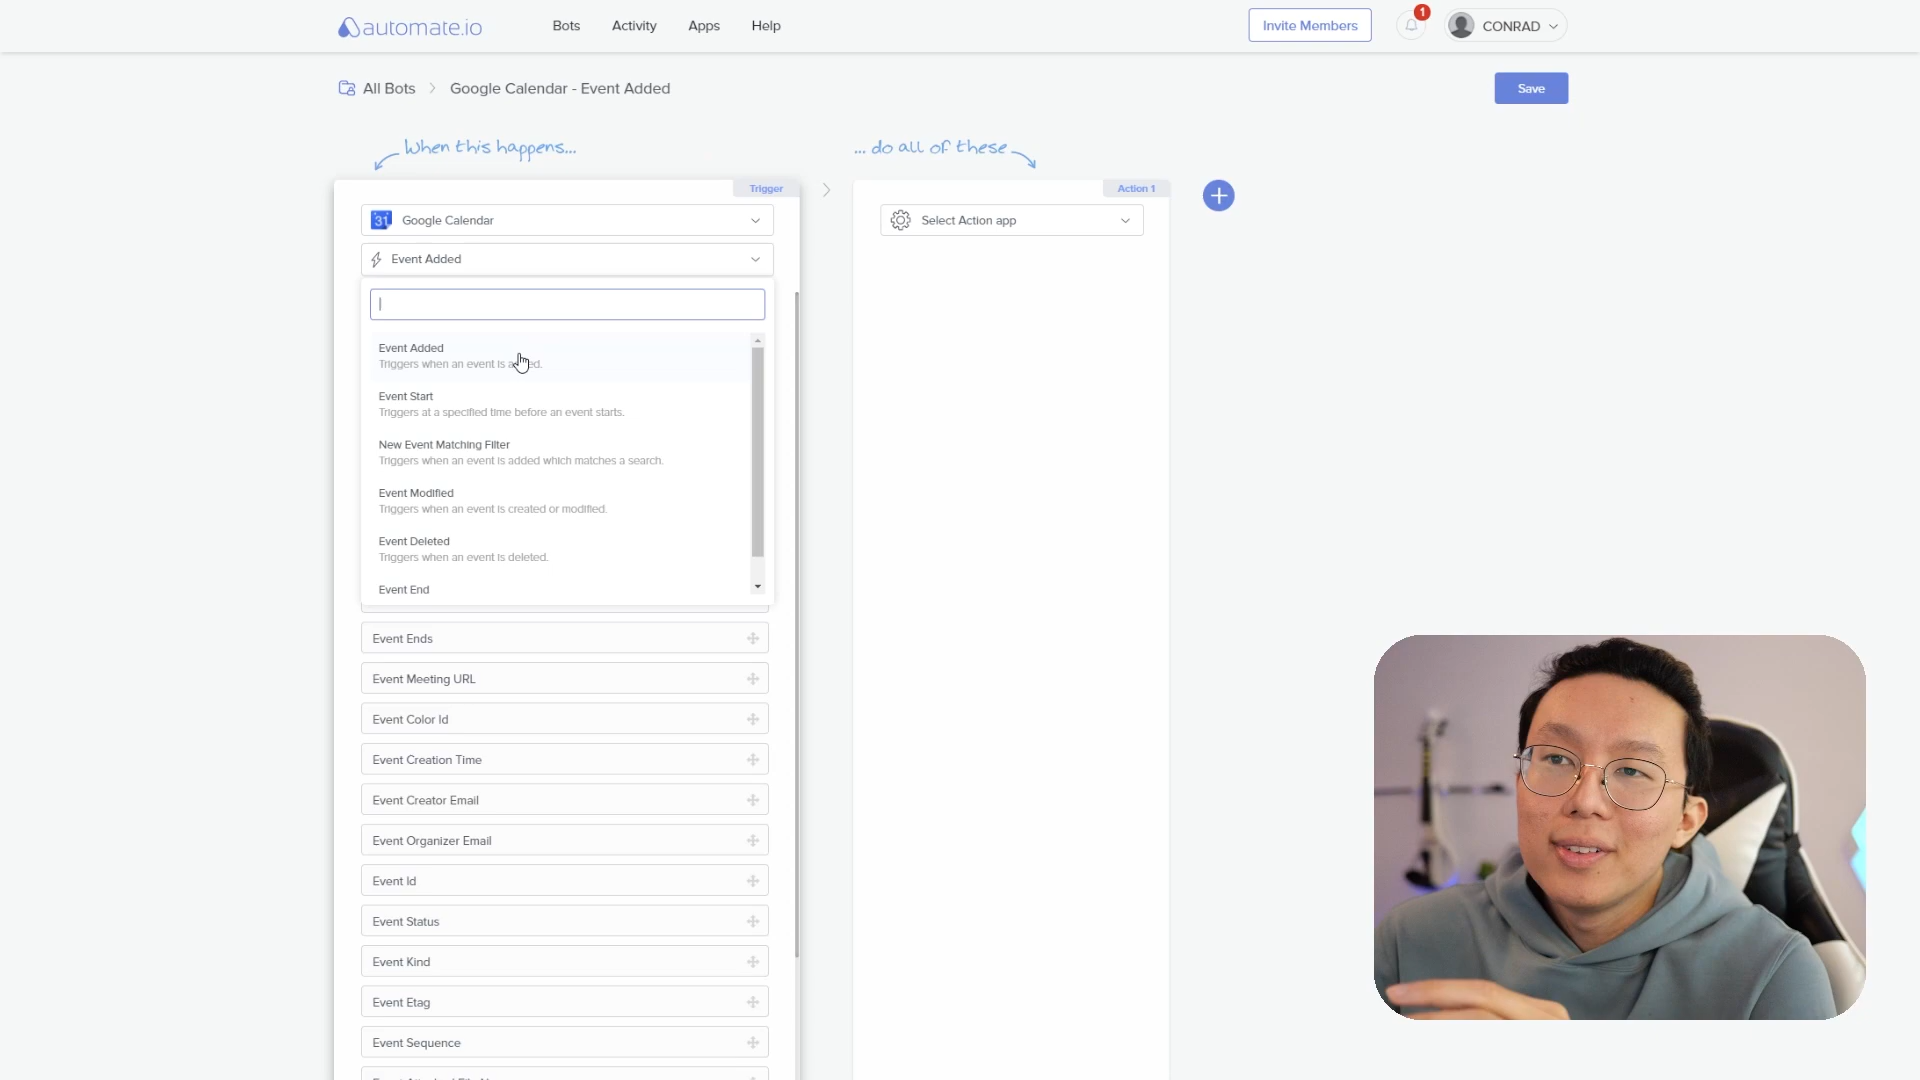 automate.io
Bots
Activity
Apps
Help
Invite Members
1
CONRAD
All Bots
Google Calendar - Event Added
Save
When this happens...
... do all of these
Trigger
Action 1
31
Google Calendar
Select Action app
Event Added
Event Added
Triggers when an event is
Event Start
Triggers at a specified time before an event starts.
New Event Matching Filter
Triggers when an event is added which matches a search.
Event Modified
Triggers when an event is created or modified.
Event Deleted
Triggers when an event is deleted.
Event End
Event Ends
Event Meeting URL
Event Color Id
Event Creation Time
Event Creator Email
Event Organizer Email
Event Id
Event Status
Event Kind
Event Etag
Event Sequence